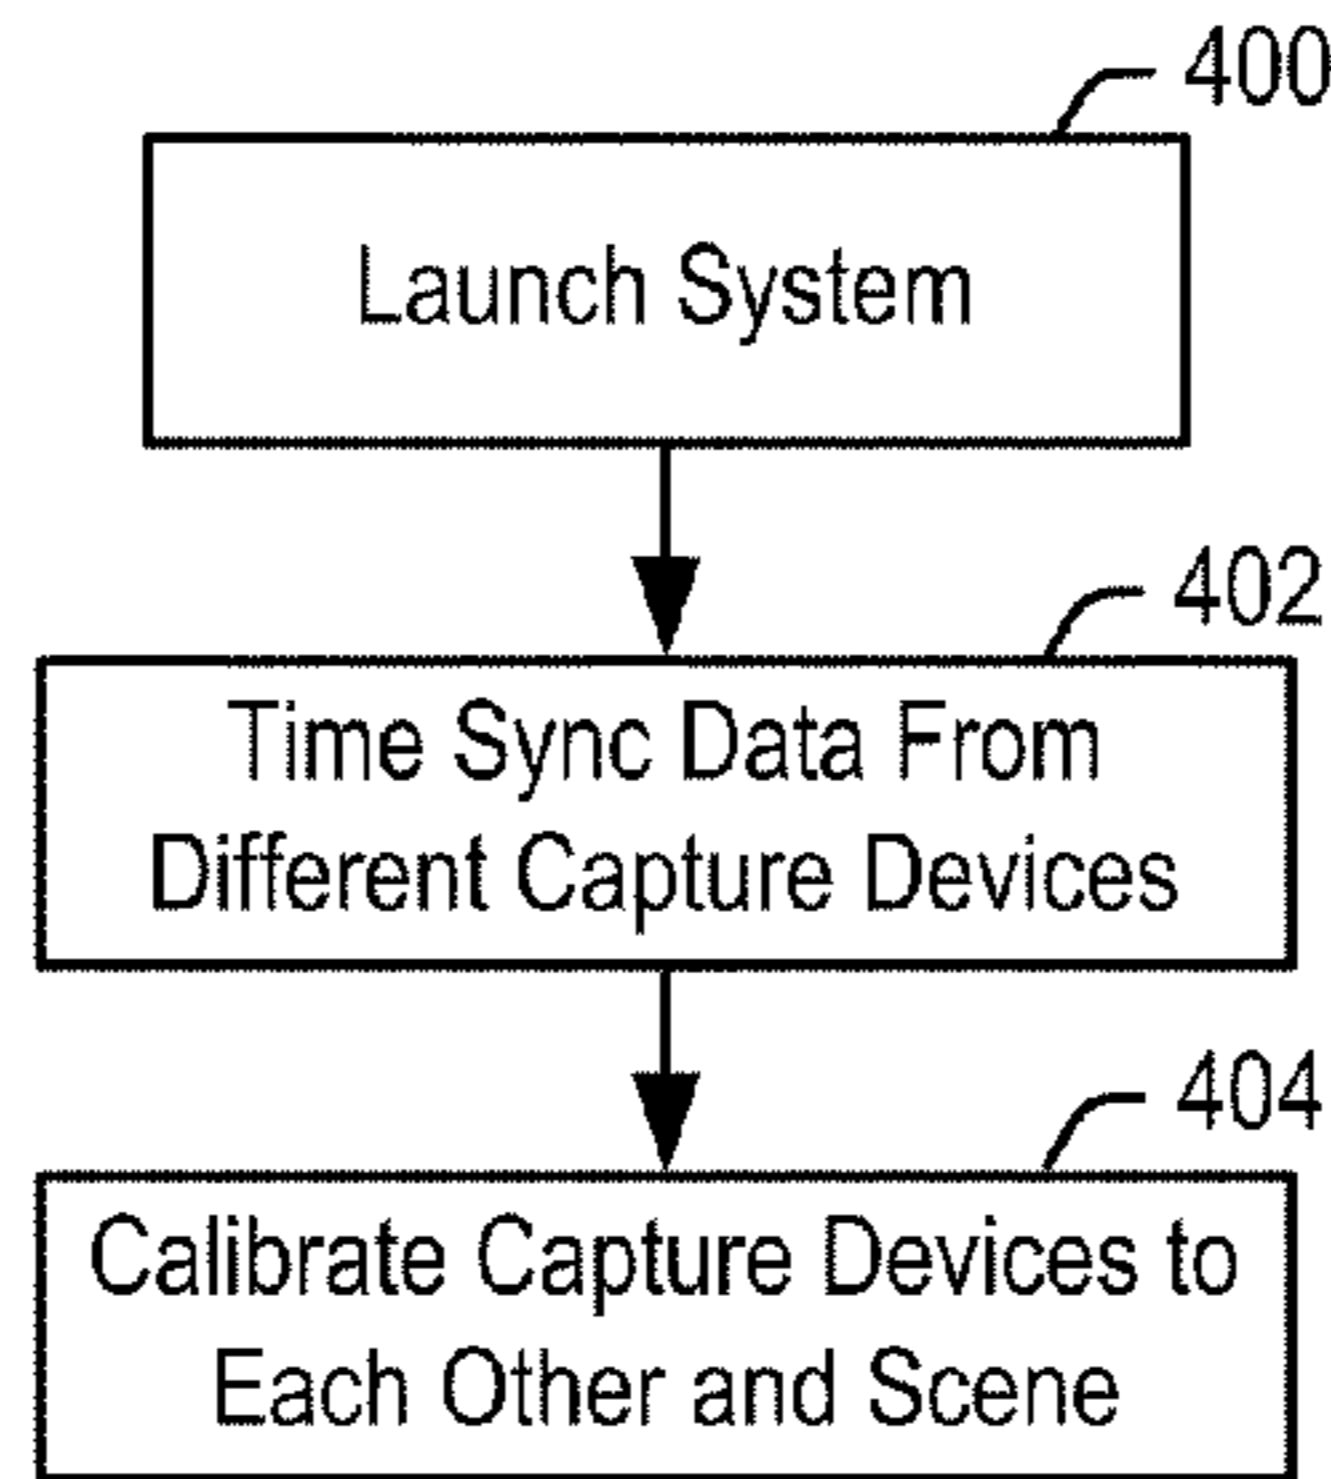 400
Launch System
402
Time Sync Data From
Different Capture Devices
404
Calibrate Capture Devices to
Each Other and Scene